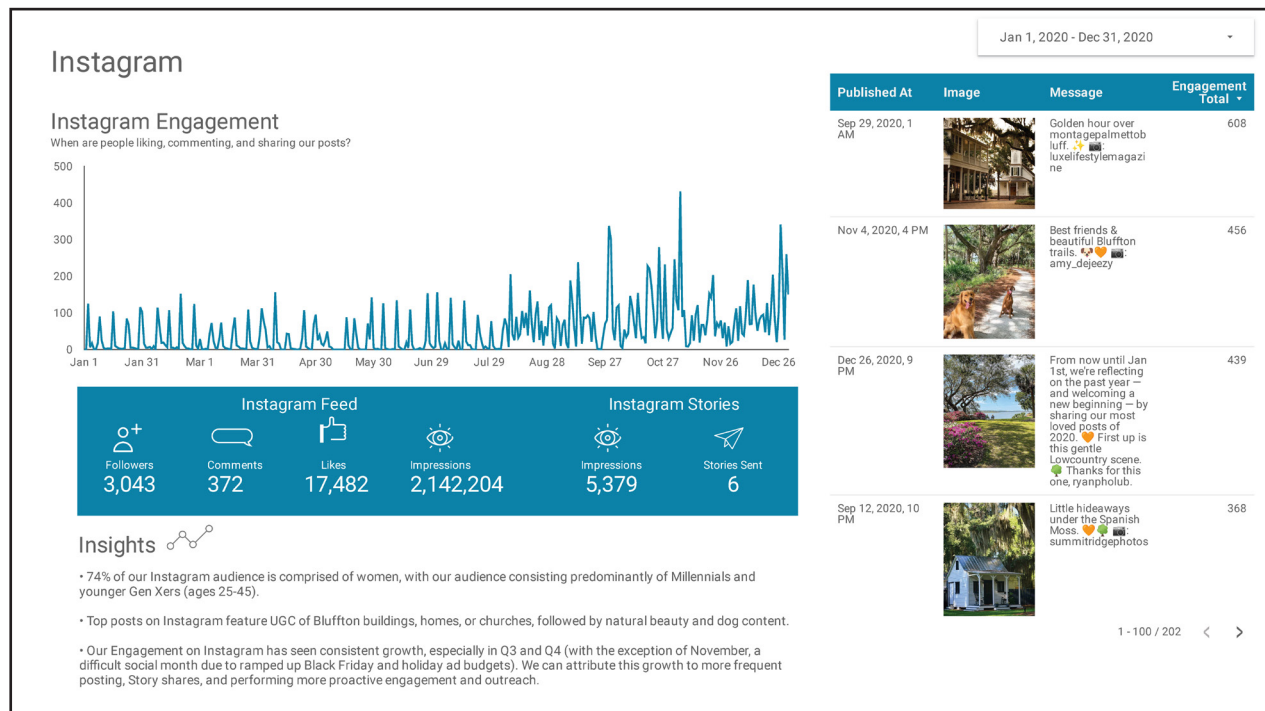 Jan 1, 2020 - Dec 31, 2020
Instagram
Instagram Engagement
When are people liking, commenting, and sharing our posts?
500
400
300
200
100
0
Jan 1
Jan 31
Mar 1
Mar 31
Apr 30
May 30
Jun 29
Jul 29
Aug 28
Sep 27
Oct 27
Nov 26
Dec 26
Instagram Feed
Followers
3,043
Comments
372
Likes
17,482
Impressions
2,142,204
Instagram Stories
Impressions
5,379
Stories Sent
6
Insights
• 74% of our Instagram audience is comprised of women, with our audience consisting predominantly of Millennials and
younger Gen Xers (ages 25-45).
• Top posts on Instagram feature UGC of Bluffton buildings, homes, or churches, followed by natural beauty and dog content.
• Our Engagement on Instagram has seen consistent growth, especially in Q3 and Q4 (with the exception of November, a
difficult social month due to ramped up Black Friday and holiday ad budgets). We can attribute this growth to more frequent
posting, Story shares, and performing more proactive engagement and outreach.
Published At
Image
Message
Engagement
Total
Sep 29, 2020, 1
AM
Golden hour over
montagepalmettob
luff. ✨ 📷:
luxelifestylemagazi
ne
608
Nov 4, 2020, 4 PM
Best friends &
beautiful Bluffton
trails. 🐶🧡 📷:
amy_dejeezy
456
Dec 26, 2020, 9
PM
From now until Jan
1st, we're reflecting
on the past year —
and welcoming a
new beginning — by
sharing our most
loved posts of
2020. 🧡 First up is
this gentle
Lowcountry scene.
🌳 Thanks for this
one, ryanpholub.
439
Sep 12, 2020, 10
PM
Little hideaways
under the Spanish
Moss. 🧡🌳 📷:
summitridgephotos
368
1 - 100 / 202